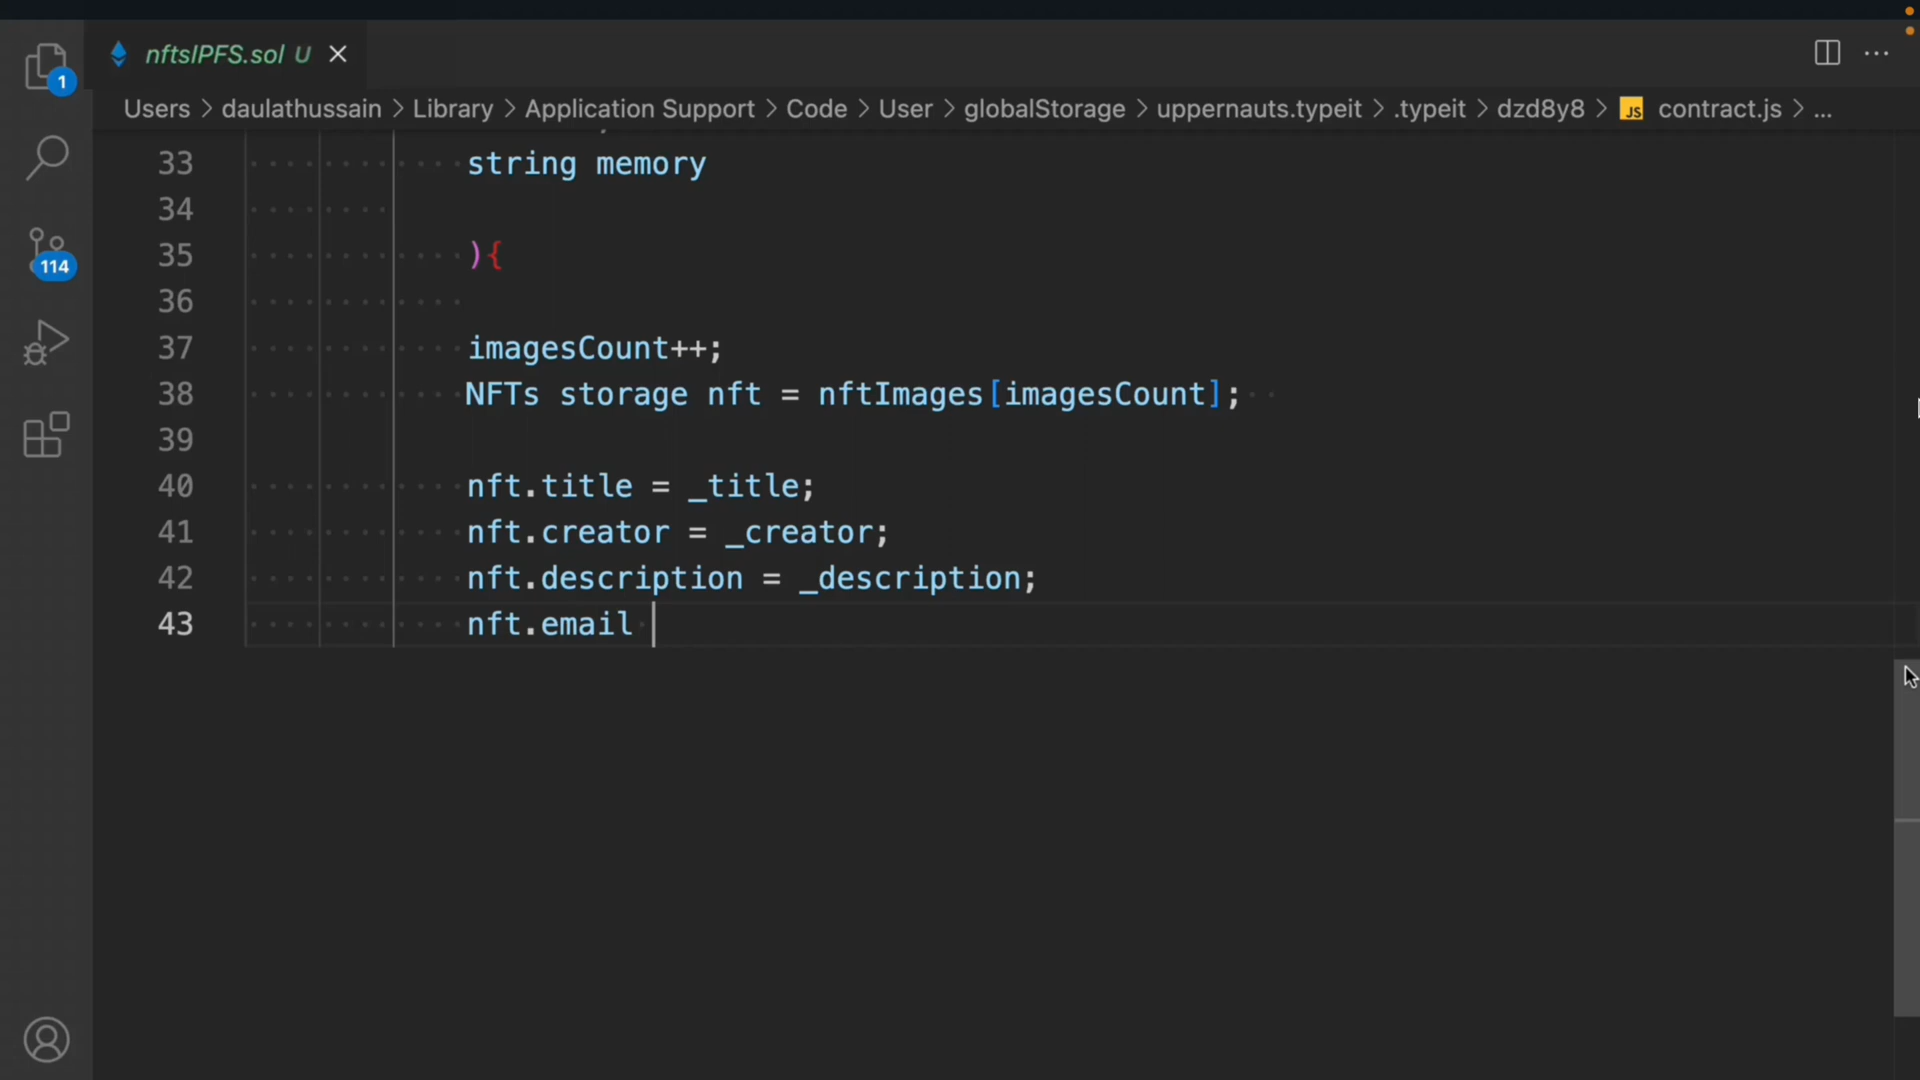 nftsIPFS.sol U
1
Users > daulathussain > Library > Application Support > Code > User > globalStorage > uppernauts.typeit > .typeit > dzd8y8 > JS contract.js > ...
33 string memory
34
35 ){
36
114
37 imagesCount++;
38 NFTs storage nft = nftImages[imagesCount];
39
40 nft.title = _title;
41 nft.creator = _creator;
42 nft.description = _description;
43 nft.email